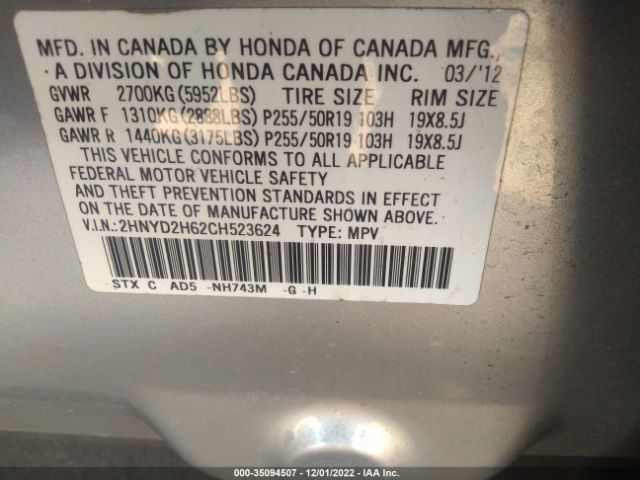 MFD. IN CANADA BY HONDA OF CANADA MFG.,
A DIVISION OF HONDA CANADA INC. 03/'12
GVWR 2700KG(5952LBS) TIRE SIZE RIM SIZE
GAWR F 1310KG(2888LBS) P255/50R19 103H 19X8.5J
GAWR R 1440KG(3175LBS) P255/50R19 103H 19X8.5J
THIS VEHICLE CONFORMS TO ALL APPLICABLE
FEDERAL MOTOR VEHICLE SAFETY
AND THEFT PREVENTION STANDARDS IN EFFECT
ON THE DATE OF MANUFACTURE SHOWN ABOVE.
V.I.N.:2HNYD2H62CH523624 TYPE: MPV
STX C AD5 -NH743M -G -H
000-35094507 - 12/01/2022 - IAA Inc.